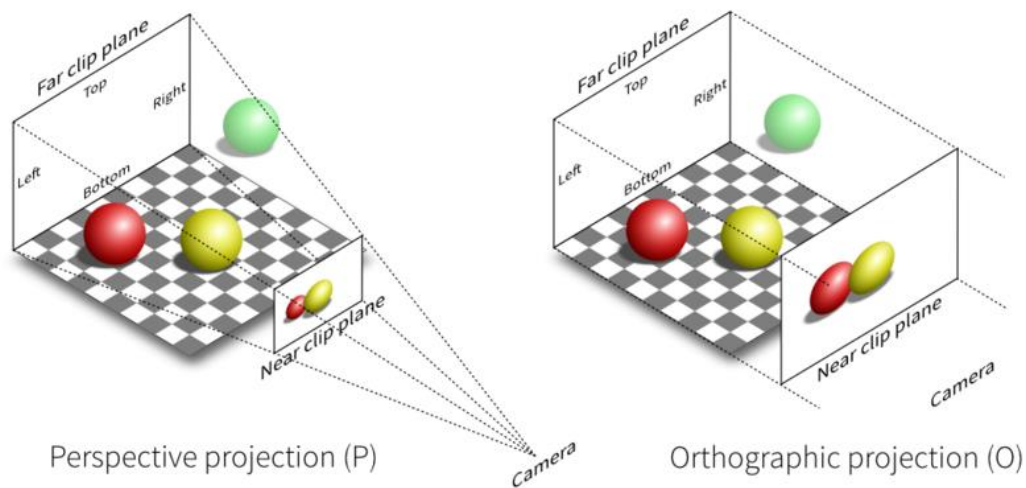 Far clip plane
Top
Right
Left
Bottom
Near clip plane
Camera
Perspective projection (P)
Far clip plane
Top
Right
Left
Bottom
Near clip plane
Camera
Orthographic projection (O)